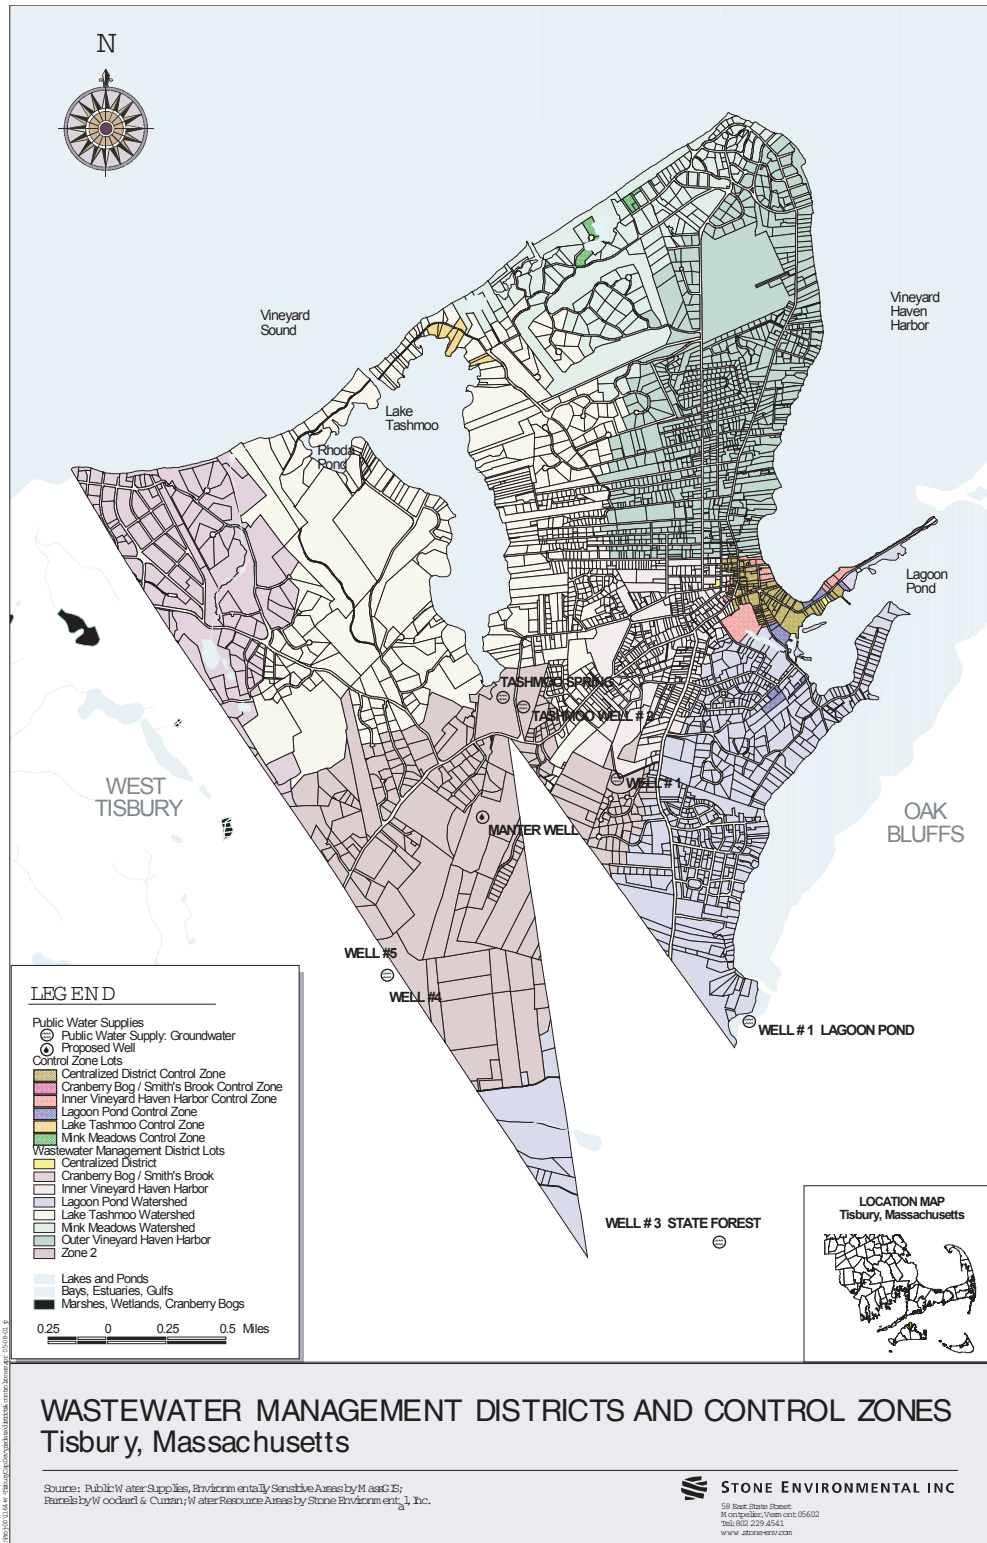 N
Vineyard
Sound
Vineyard
Haven
Harbor
Lake
Tashmoo
Rhoda
Pond
Lagoon
Pond
TASHMOO SPRING
TASHMOO WELL # 2
WELL # 1
MANTER WELL
WEST
TISBURY
OAK
BLUFFS
WELL #5
WELL #4
WELL # 1 LAGOON POND
WELL # 3 STATE FOREST
LEGEND
Public Water Supplies
Public Water Supply: Groundwater
Proposed Well
Control Zone Lots
Centralized District Control Zone
Cranberry Bog / Smith's Brook Control Zone
Inner Vineyard Haven Harbor Control Zone
Lagoon Pond Control Zone
Lake Tashmoo Control Zone
Mink Meadows Control Zone
Wastewater Management District Lots
Centralized District
Cranberry Bog / Smith's Brook
Inner Vineyard Haven Harbor
Lagoon Pond Watershed
Lake Tashmoo Watershed
Mink Meadows Watershed
Outer Vineyard Haven Harbor
Zone 2
Lakes and Ponds
Bays, Estuaries, Gulfs
Marshes, Wetlands, Cranberry Bogs
0.25 0 0.25 0.5 Miles
LOCATION MAP
Tisbury, Massachusetts
WASTEWATER MANAGEMENT DISTRICTS AND CONTROL ZONES
Tisbury, Massachusetts
Source: Public Water Supplies, Environmentally Sensitive Areas by MassGIS;
Parcels by Woodard & Curran; Water Resource Areas by Stone Environmental, Inc.
STONE ENVIRONMENTAL INC
58 East State Street
Montpelier, Vermont 05602
Tel: 802.229.4541
www.stone-env.com